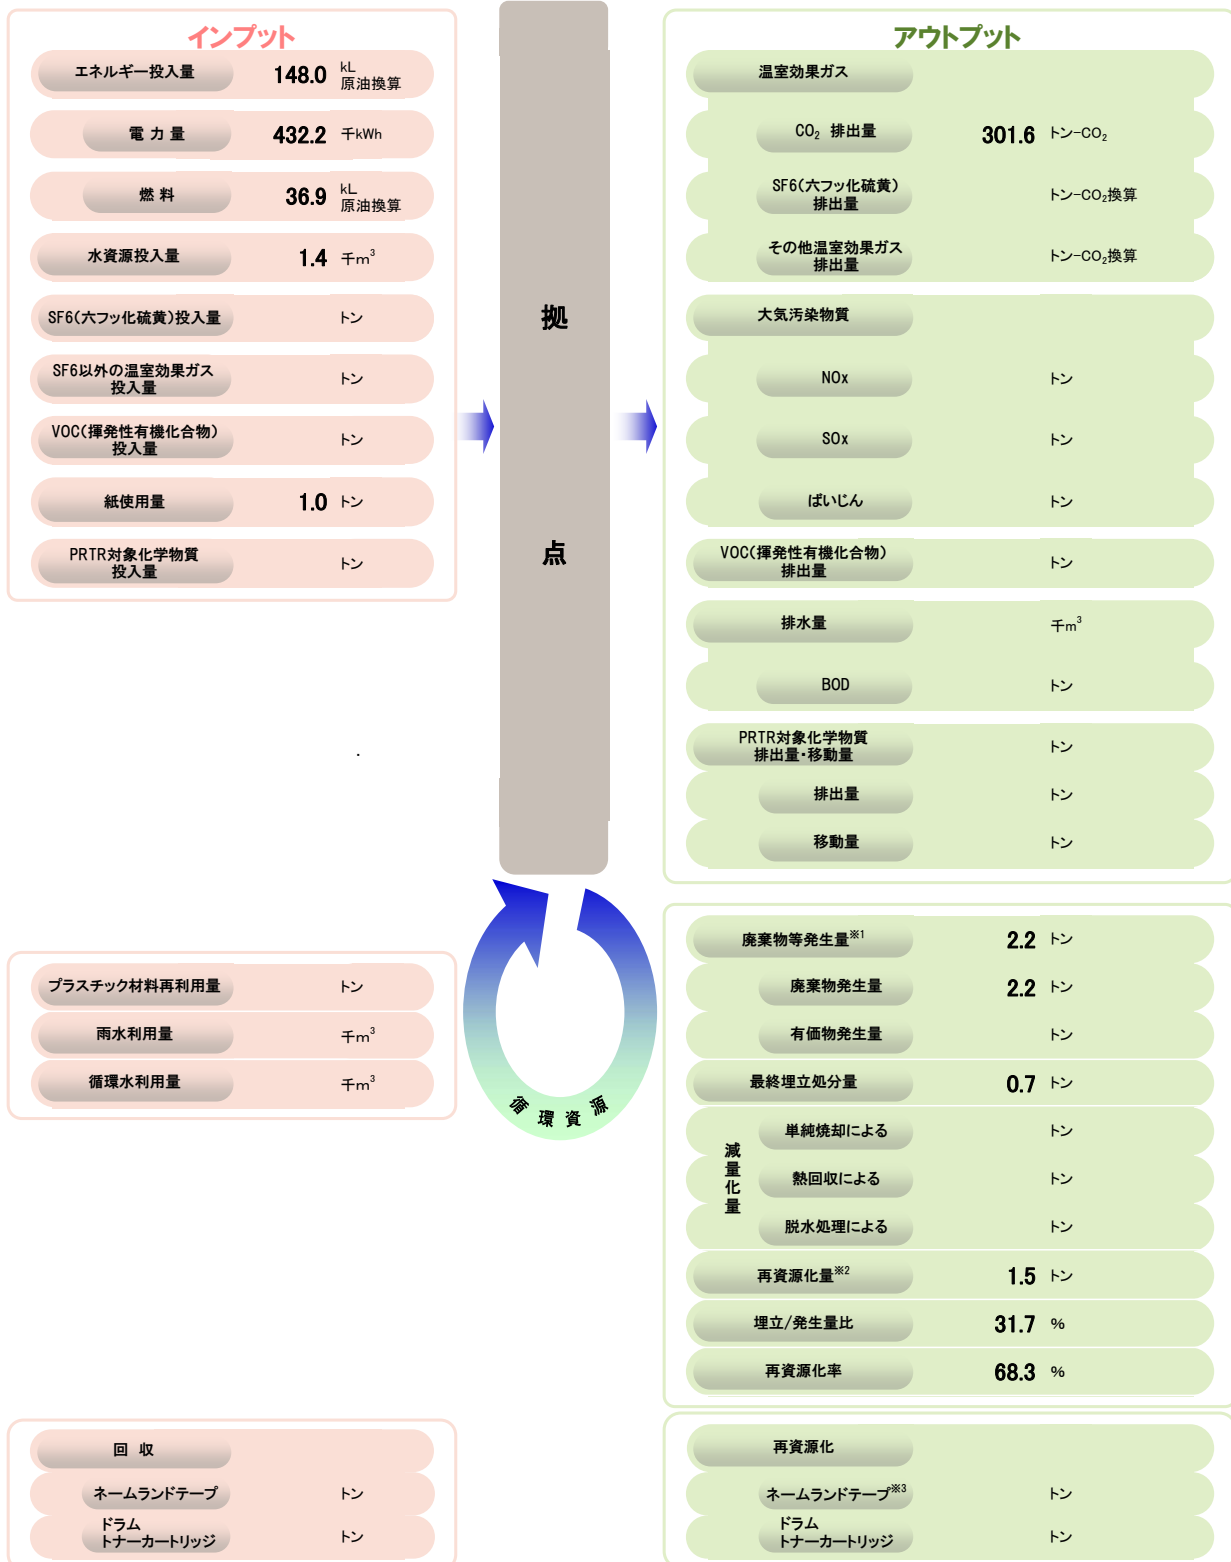 インプット
エネルギー投入量 148.0 kL
原油換算
電 力 量 432.2 千kWh
燃 料 36.9 kL
原油換算
水資源投入量 1.4 千m³
SF6(六フッ化硫黄)投入量 トン
SF6以外の温室効果ガス
投入量 トン
VOC(揮発性有機化合物)
投入量 トン
紙使用量 1.0 トン
PRTR対象化学物質
投入量 トン
拠
点
アウトプット
温室効果ガス
CO₂ 排出量 301.6 トン-CO₂
SF6(六フッ化硫黄)
排出量 トン-CO₂換算
その他温室効果ガス
排出量 トン-CO₂換算
大気汚染物質
NOx トン
SOx トン
ばいじん トン
VOC(揮発性有機化合物)
排出量 トン
排水量 千m³
BOD トン
PRTR対象化学物質
排出量・移動量 トン
排出量 トン
移動量 トン
プラスチック材料再利用量 トン
雨水利用量 千m³
循環水利用量 千m³
循環資源
廃棄物等発生量※1 2.2 トン
廃棄物発生量 2.2 トン
有価物発生量 トン
最終埋立処分量 0.7 トン
減量化量
単純焼却による トン
熱回収による トン
脱水処理による トン
再資源化量※2 1.5 トン
埋立/発生量比 31.7 %
再資源化率 68.3 %
回 収
ネームランドテープ トン
ドラム
トナーカートリッジ トン
再資源化
ネームランドテープ※3 トン
ドラム
トナーカートリッジ トン